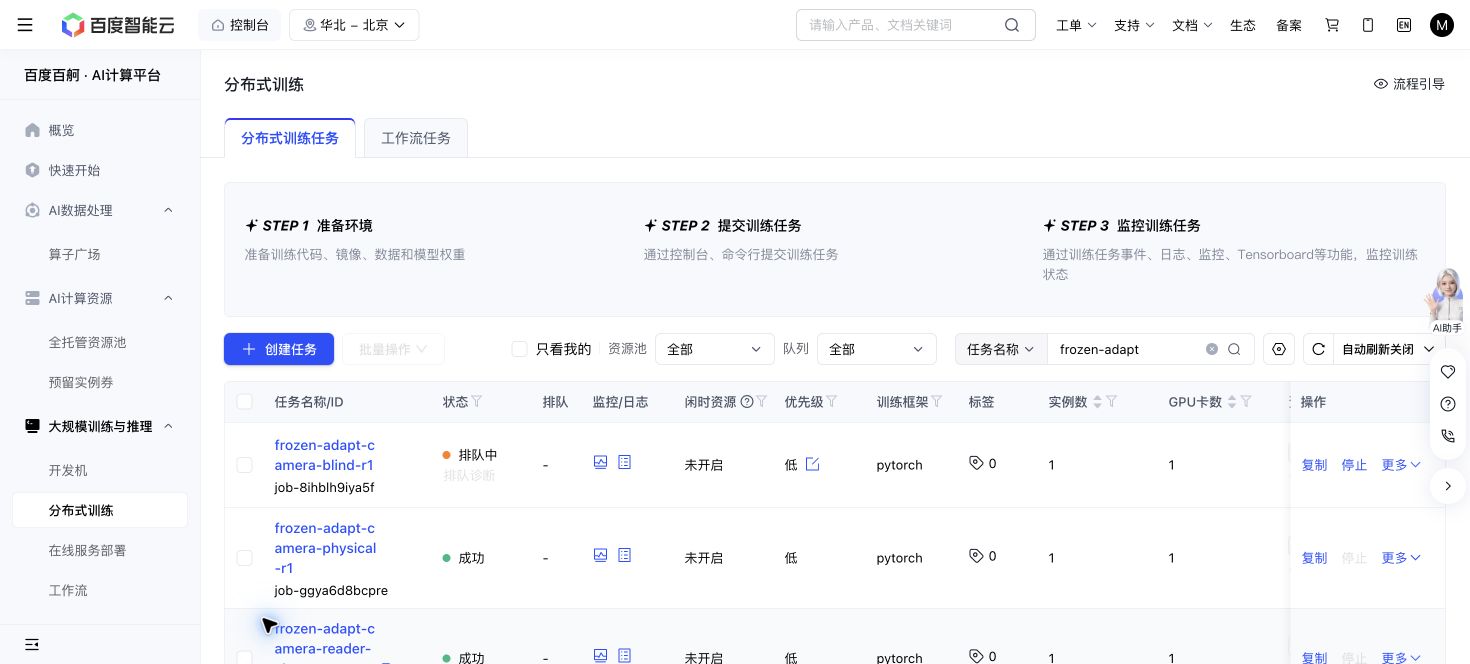 百度智能云
控制台
华北 – 北京
请输入产品、文档关键词
工单
支持
文档
生态
备案
EN
M
百度百舸 · AI计算平台
概览
快速开始
AI数据处理
算子广场
AI计算资源
全托管资源池
预留实例券
大规模训练与推理
开发机
分布式训练
在线服务部署
工作流
分布式训练
流程引导
分布式训练任务
工作流任务
STEP 1 准备环境
准备训练代码、镜像、数据和模型权重
STEP 2 提交训练任务
通过控制台、命令行提交训练任务
STEP 3 监控训练任务
通过训练任务事件、日志、监控、Tensorboard等功能，监控训练
状态
AI助手
创建任务
批量操作
只看我的
资源池
全部
队列
全部
任务名称
frozen-adapt
自动刷新关闭
任务名称/ID 状态 排队 监控/日志 闲时资源 优先级 训练框架 标签 实例数 GPU卡数 操作
frozen-adapt-c
amera-blind-r1
job-8ihblh9iya5f
排队中
排队诊断
- 未开启 低 pytorch 0 1 1 复制 停止 更多
frozen-adapt-c
amera-physical
-r1
job-ggya6d8bcpre
成功 - 未开启 低 pytorch 0 1 1 复制 停止 更多
frozen-adapt-c
amera-reader-
成功 - 未开启 低 pytorch 0 1 1 复制 停止 更多